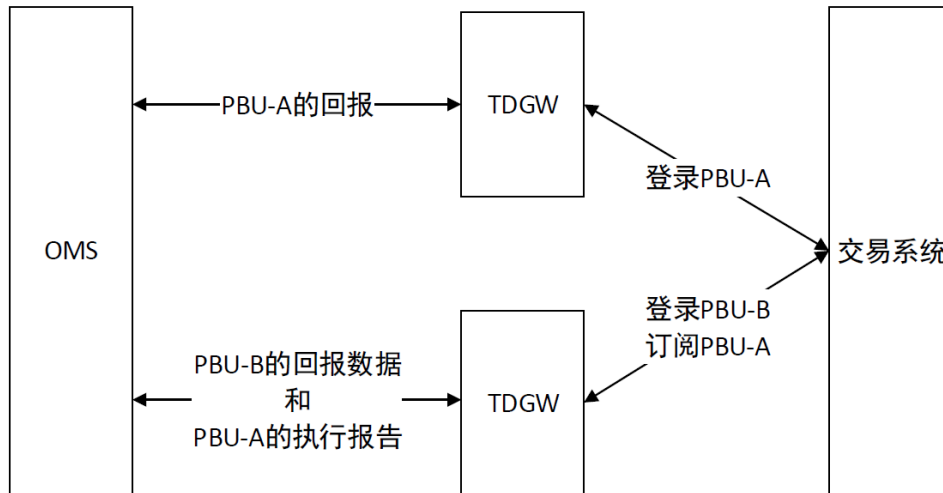 PBU-A的回报
TDGW
登录PBU-A
OMS
交易系统
登录PBU-B
订阅PBU-A
PBU-B的回报数据
和
PBU-A的执行报告
TDGW